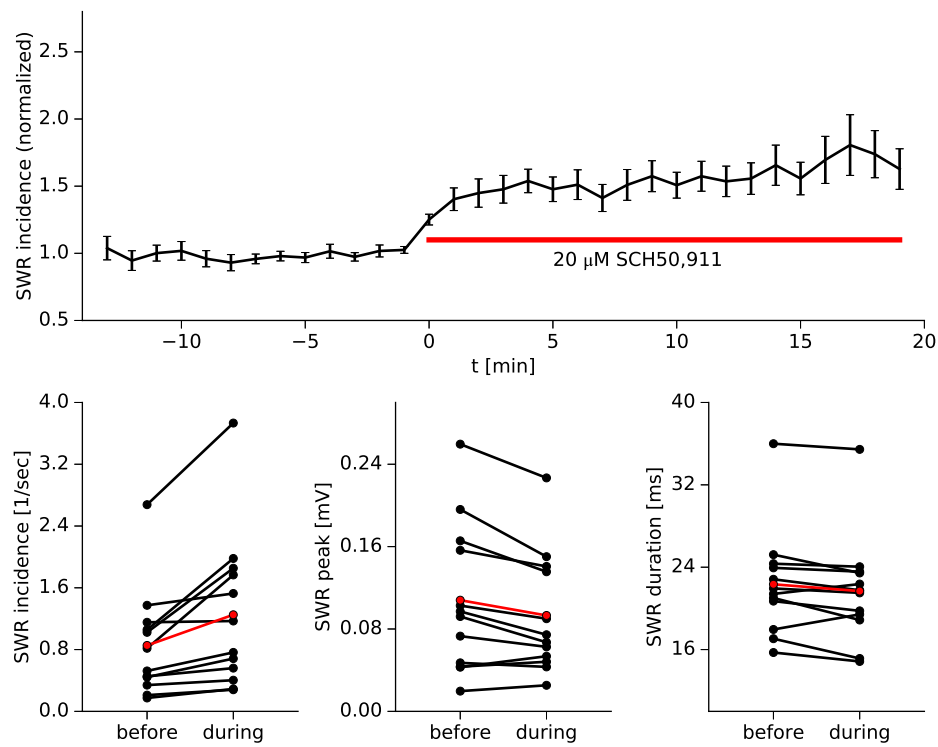 SWR incidence (normalized)
2.5
2.0
1.5
1.0
0.5
20 μM SCH50,911
−10 −5 0 5 10 15 20
t [min]
SWR incidence [1/sec]
4.0
3.2
2.4
1.6
0.8
0.0
before during
SWR peak [mV]
0.24
0.16
0.08
0.00
before during
SWR duration [ms]
40
32
24
16
before during